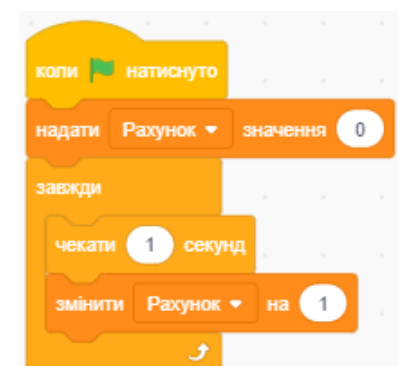 коли натиснуто
надати Рахунок значення 0
завжди
чекати 1 секунд
змінити Рахунок на 1